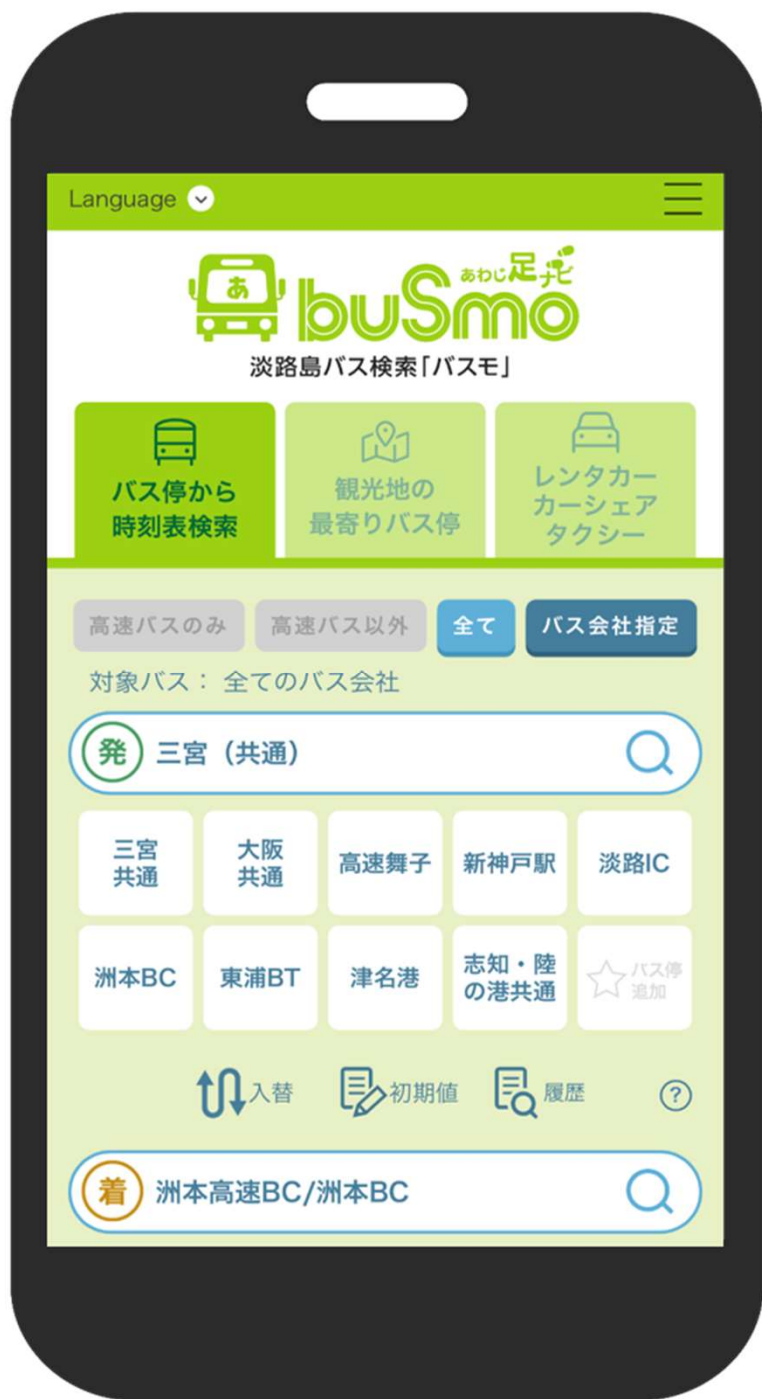 Language
あ
buSmo
あわじ足ナビ
淡路島バス検索「バスモ」
バス停から
時刻表検索
観光地の
最寄りバス停
レンタカー
カーシェア
タクシー
高速バスのみ
高速バス以外
全て
バス会社指定
対象バス： 全てのバス会社
発 三宮（共通）
三宮
共通
大阪
共通
高速舞子
新神戸駅
淡路IC
洲本BC
東浦BT
津名港
志知・陸
の港共通
バス停
追加
入替
初期値
履歴
?
着 洲本高速BC/洲本BC